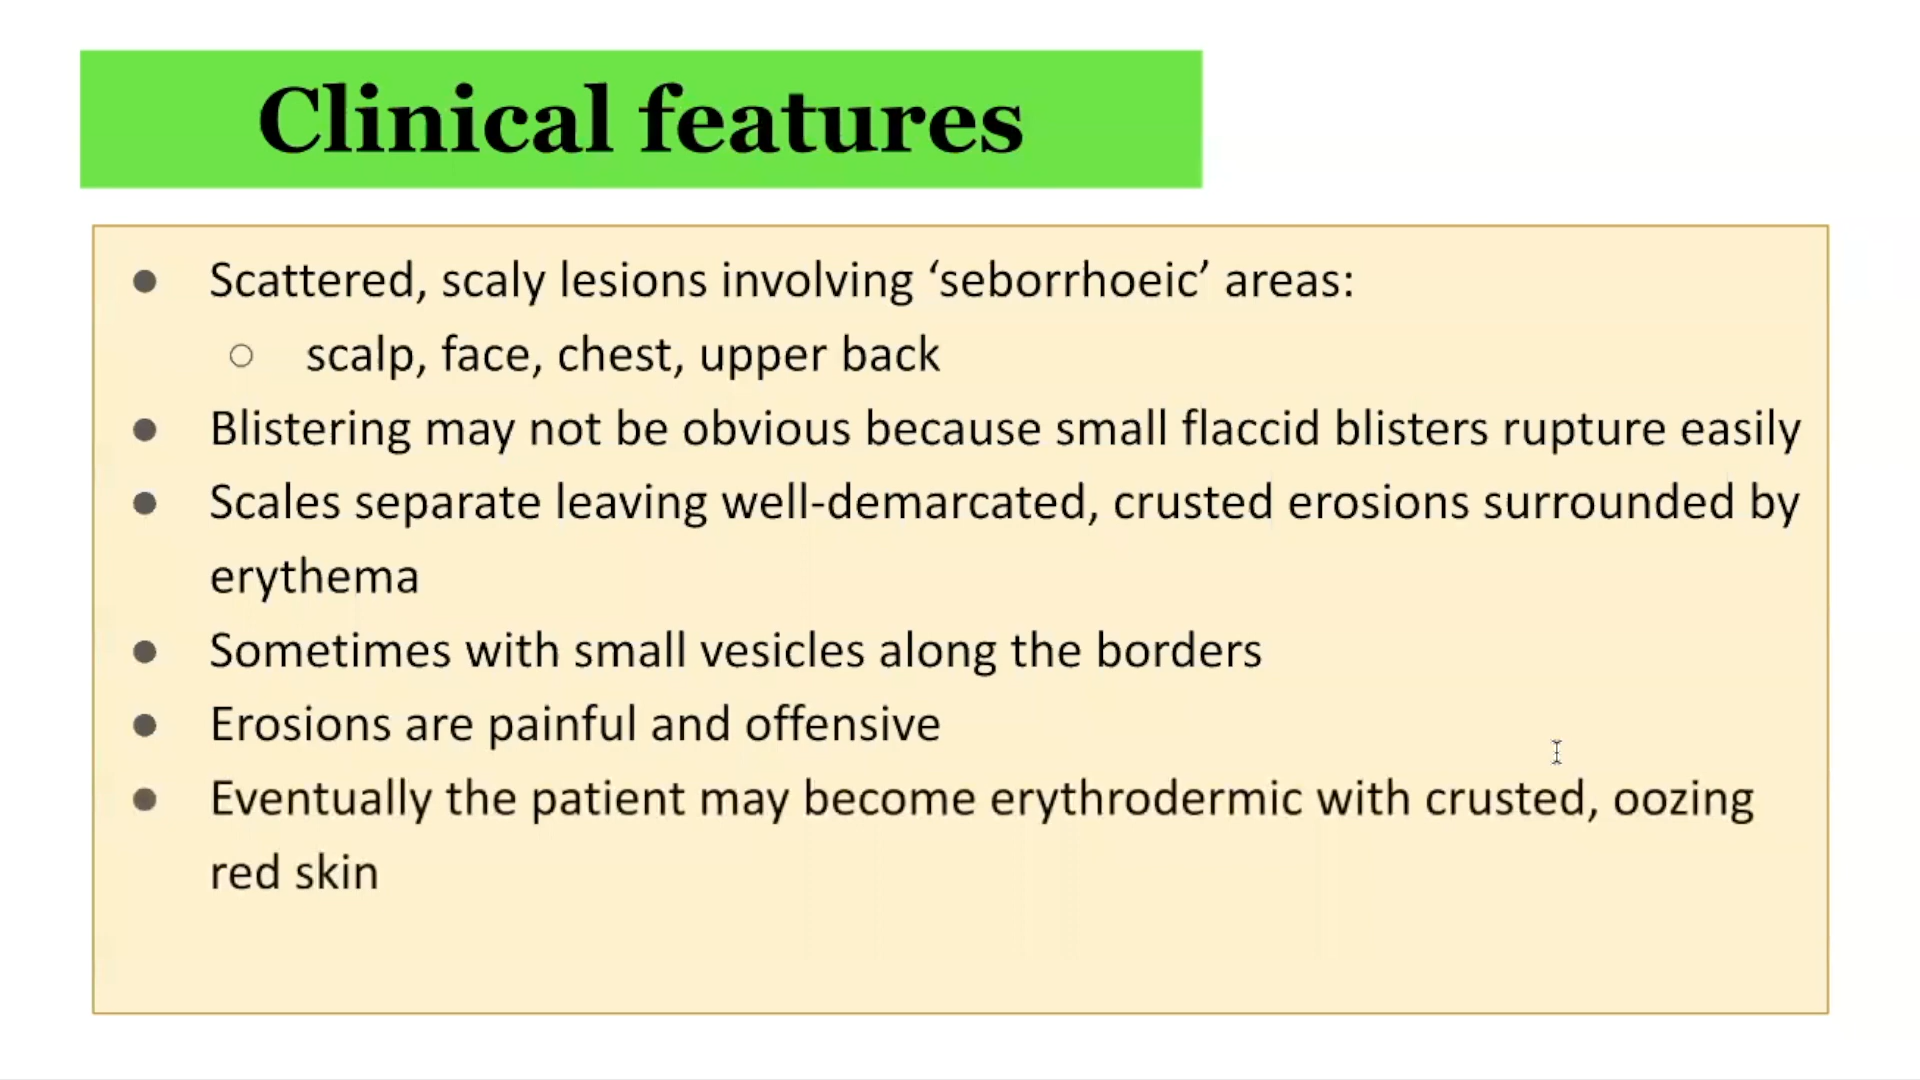 Clinical features
● Scattered, scaly lesions involving ‘seborrhoeic’ areas:
○ scalp, face, chest, upper back
● Blistering may not be obvious because small flaccid blisters rupture easily
● Scales separate leaving well-demarcated, crusted erosions surrounded by
erythema
● Sometimes with small vesicles along the borders
● Erosions are painful and offensive
● Eventually the patient may become erythrodermic with crusted, oozing
red skin